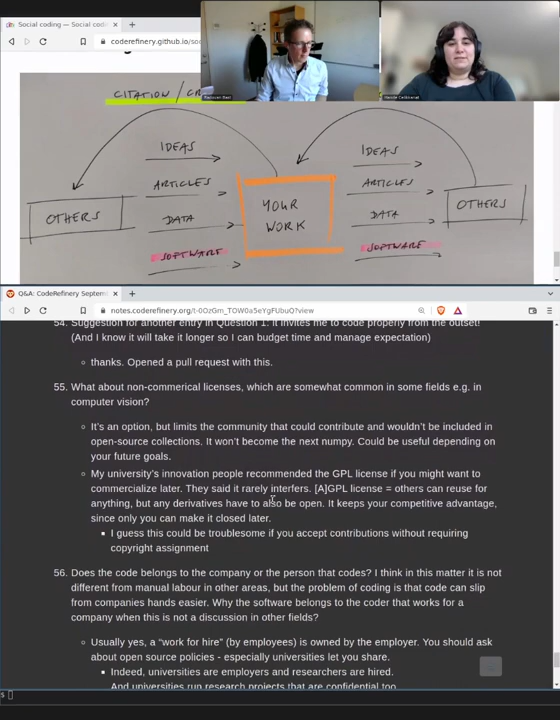 Social coding — Social code
coderefinery.github.io/so
CITATION / CR
IDEAS
ARTICLES
DATA
SOFTWARE
OTHERS
YOUR
WORK
IDEAS
ARTICLES
DATA
SOFTWARE
OTHERS
Q&A: CodeRefinery Septem
notes.coderefinery.org/t-0OzGm_TOW0a5eYgFUbuQ?view
54. Suggestion for another entry in Question 1. It invites me to code properly from the outset!
(And I know it will take it longer so I can budget time and manage expectation)
thanks. Opened a pull request with this.
55. What about non-commerical licenses, which are somewhat common in some fields e.g. in
computer vision?
It's an option, but limits the community that could contribute and wouldn't be included in
open-source collections. It won't become the next numpy. Could be useful depending on
your future goals.
My university's innovation people recommended the GPL license if you might want to
commercialize later. They said it rarely interfers. [A]GPL license = others can reuse for
anything, but any derivatives have to also be open. It keeps your competitive advantage,
since only you can make it closed later.
I guess this could be troublesome if you accept contributions without requiring
copyright assignment
56. Does the code belongs to the company or the person that codes? I think in this matter it is not
different from manual labour in other areas, but the problem of coding is that code can slip
from companies hands easier. Why the software belongs to the coder that works for a
company when this is not a discussion in other fields?
Usually yes, a "work for hire" (by employees) is owned by the employer. You should ask
about open source policies - especially universities let you share.
Indeed, universities are employers and researchers are hired.
And universities run research projects that are confidential too.
s